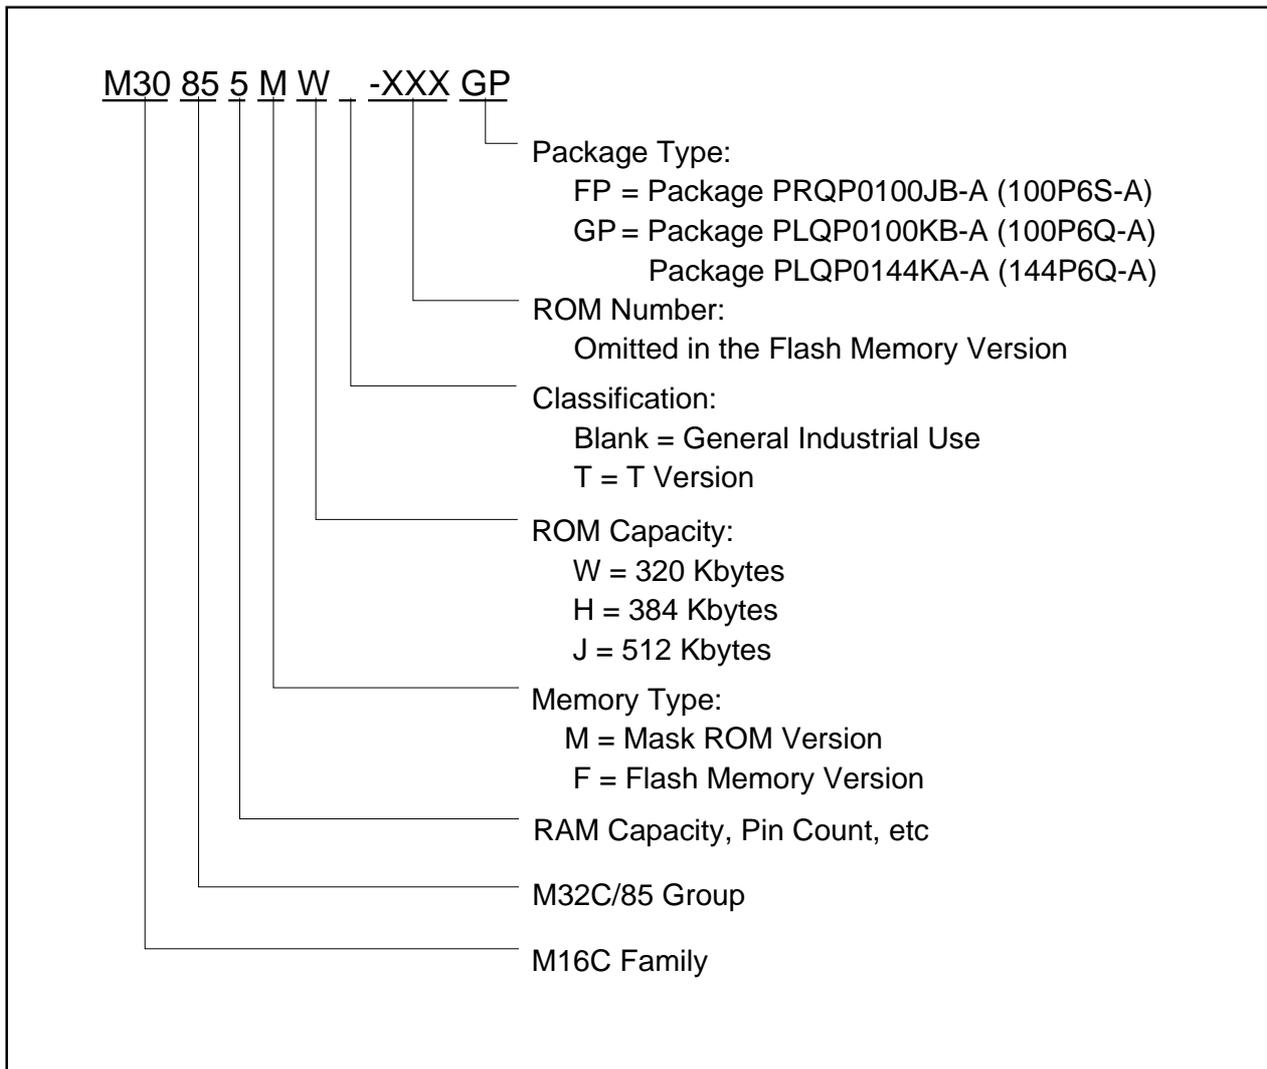 M30 85 5 M W _ -XXX GP
Package Type:
FP = Package PRQP0100JB-A (100P6S-A)
GP = Package PLQP0100KB-A (100P6Q-A)
Package PLQP0144KA-A (144P6Q-A)
ROM Number:
Omitted in the Flash Memory Version
Classification:
Blank = General Industrial Use
T = T Version
ROM Capacity:
W = 320 Kbytes
H = 384 Kbytes
J = 512 Kbytes
Memory Type:
M = Mask ROM Version
F = Flash Memory Version
RAM Capacity, Pin Count, etc
M32C/85 Group
M16C Family